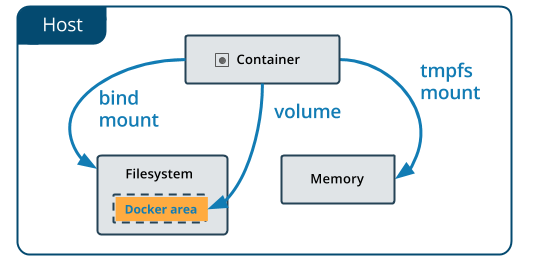 Host
Container
tmpfs
mount
bind
mount
volume
Filesystem
Docker area
Memory